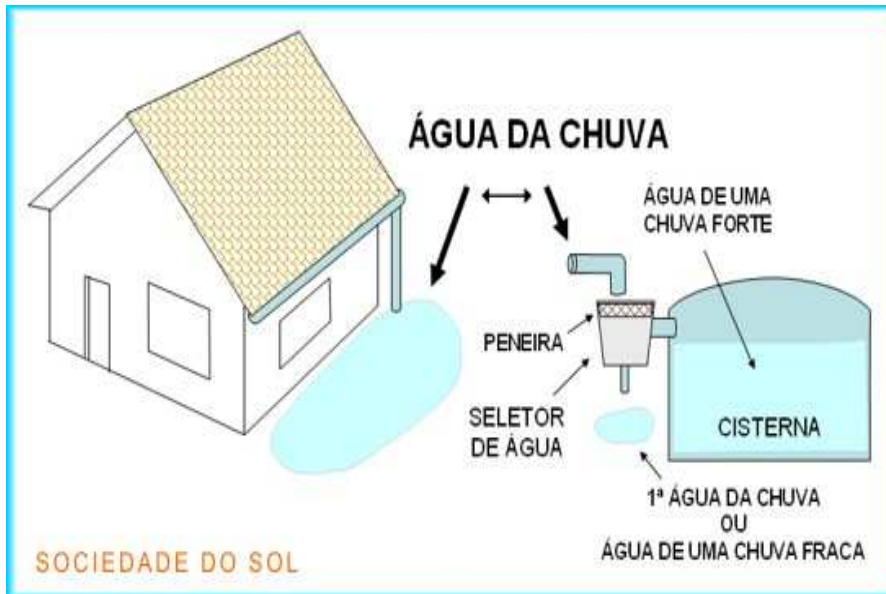 ÁGUA DA CHUVA
ÁGUA DE UMA
CHUVA FORTE
PENEIRA
SELETOR
DE ÁGUA
CISTERNA
1ª ÁGUA DA CHUVA
OU
ÁGUA DE UMA CHUVA FRACA
SOCIEDADE DO SOL